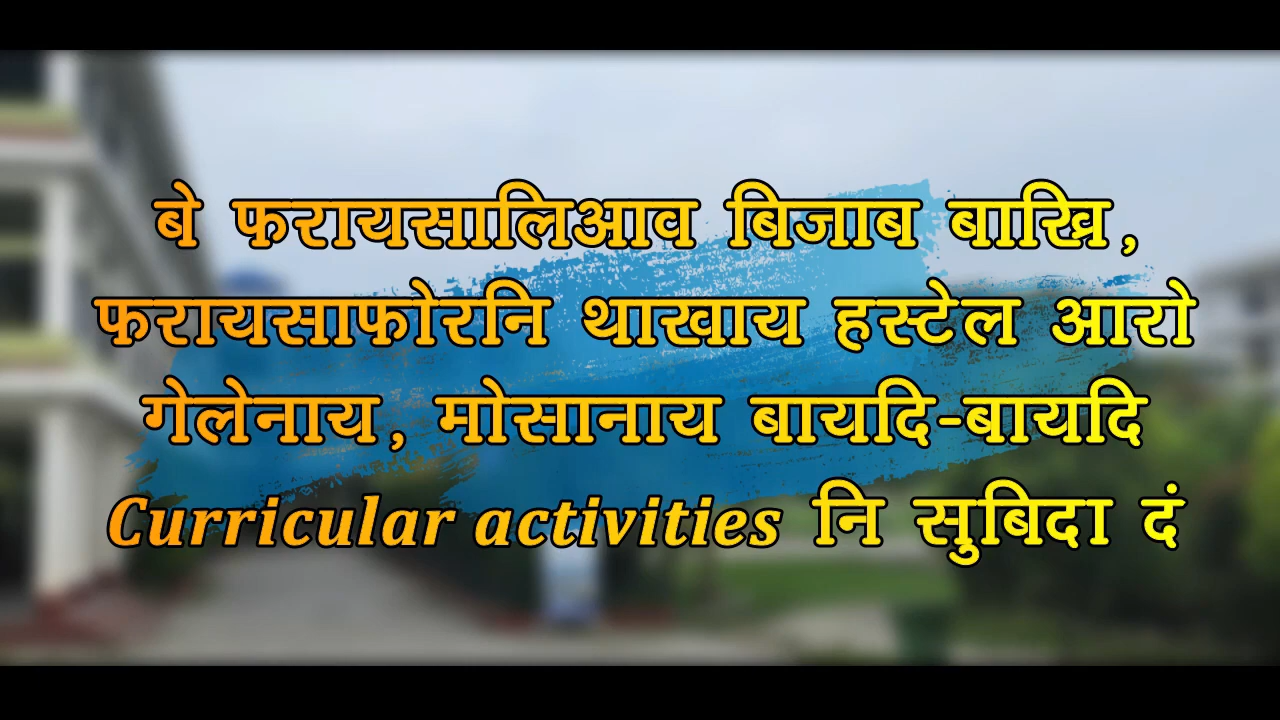 बे फरायसालिआव बिजाब बाख्रि,
फरायसाफोरनि थाखाय हस्टेल आरो
गेलेनाय, मोसानाय बायदि-बायदि
Curricular activities नि सुबिदा दं